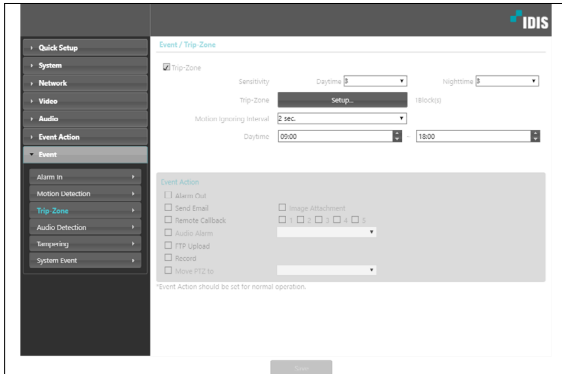 IDIS
Quick Setup
System
Network
Video
Audio
Event Action
Event
Alarm In
Motion Detection
Trip-Zone
Audio Detection
Tampering
System Event
Event / Trip-Zone
Trip-Zone
Sensitivity Daytime 3 Nighttime 3
Trip-Zone Setup... Block(s)
Motion Ignoring Interval 2 sec.
Daytime 09:00 ~ 18:00
Event Action
Alarm Out
Send Email Image Attachment
Remote Callback 1 2 3 4 5
Audio Alarm
FTP Upload
Record
Move PTZ to
*Event Action should be set for normal operation.
Save